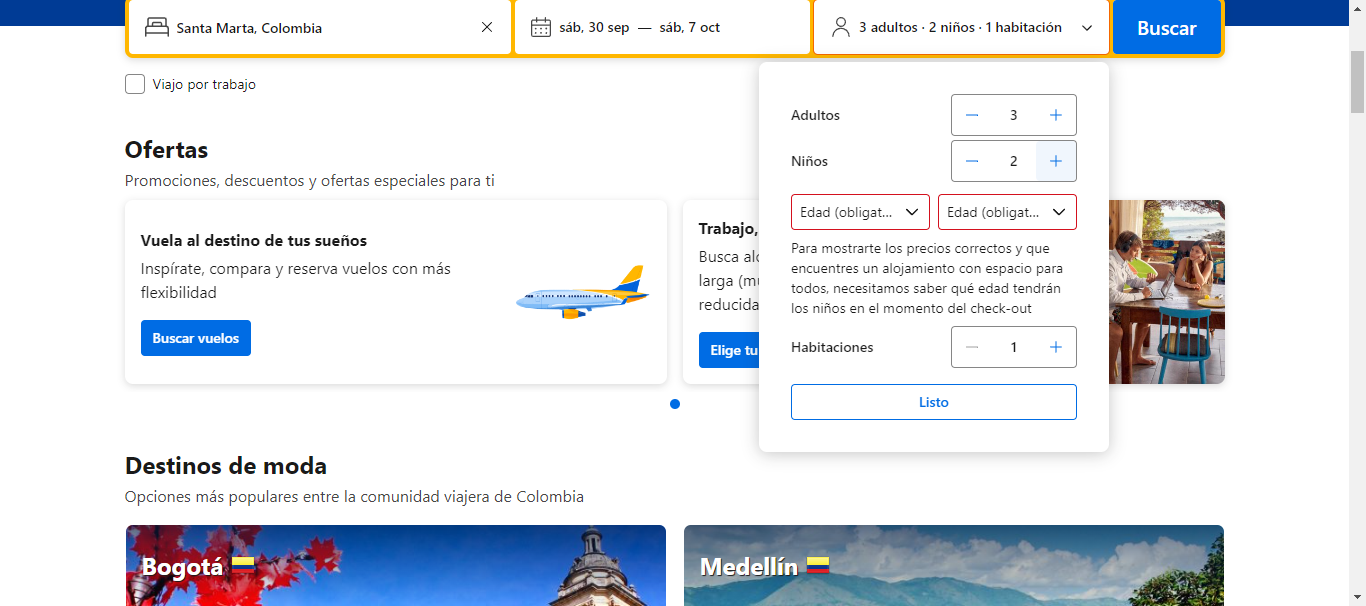 Santa Marta, Colombia
sáb, 30 sep — sáb, 7 oct
3 adultos · 2 niños · 1 habitación
Buscar
Viajo por trabajo
Adultos
3
Niños
2
Edad (obligat...
Edad (obligat...
Para mostrarte los precios correctos y que
encuentres un alojamiento con espacio para
todos, necesitamos saber qué edad tendrán
los niños en el momento del check-out
Habitaciones
1
Listo
Ofertas
Promociones, descuentos y ofertas especiales para ti
Vuela al destino de tus sueños
Inspírate, compara y reserva vuelos con más
flexibilidad
Buscar vuelos
Trabajo,
Busca
larga
reducida
Elige tu
Destinos de moda
Opciones más populares entre la comunidad viajera de Colombia
Bogotá
Medellín